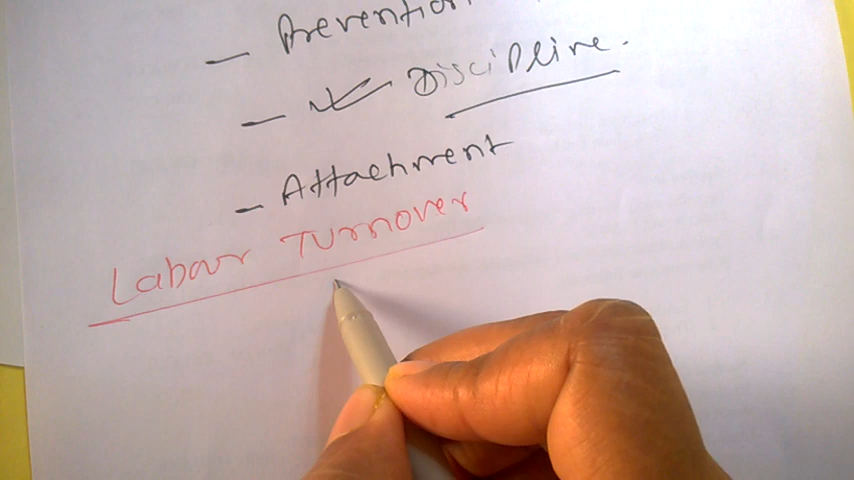 - Prevention
- Discipline.
- Attachment
Labour Turnover